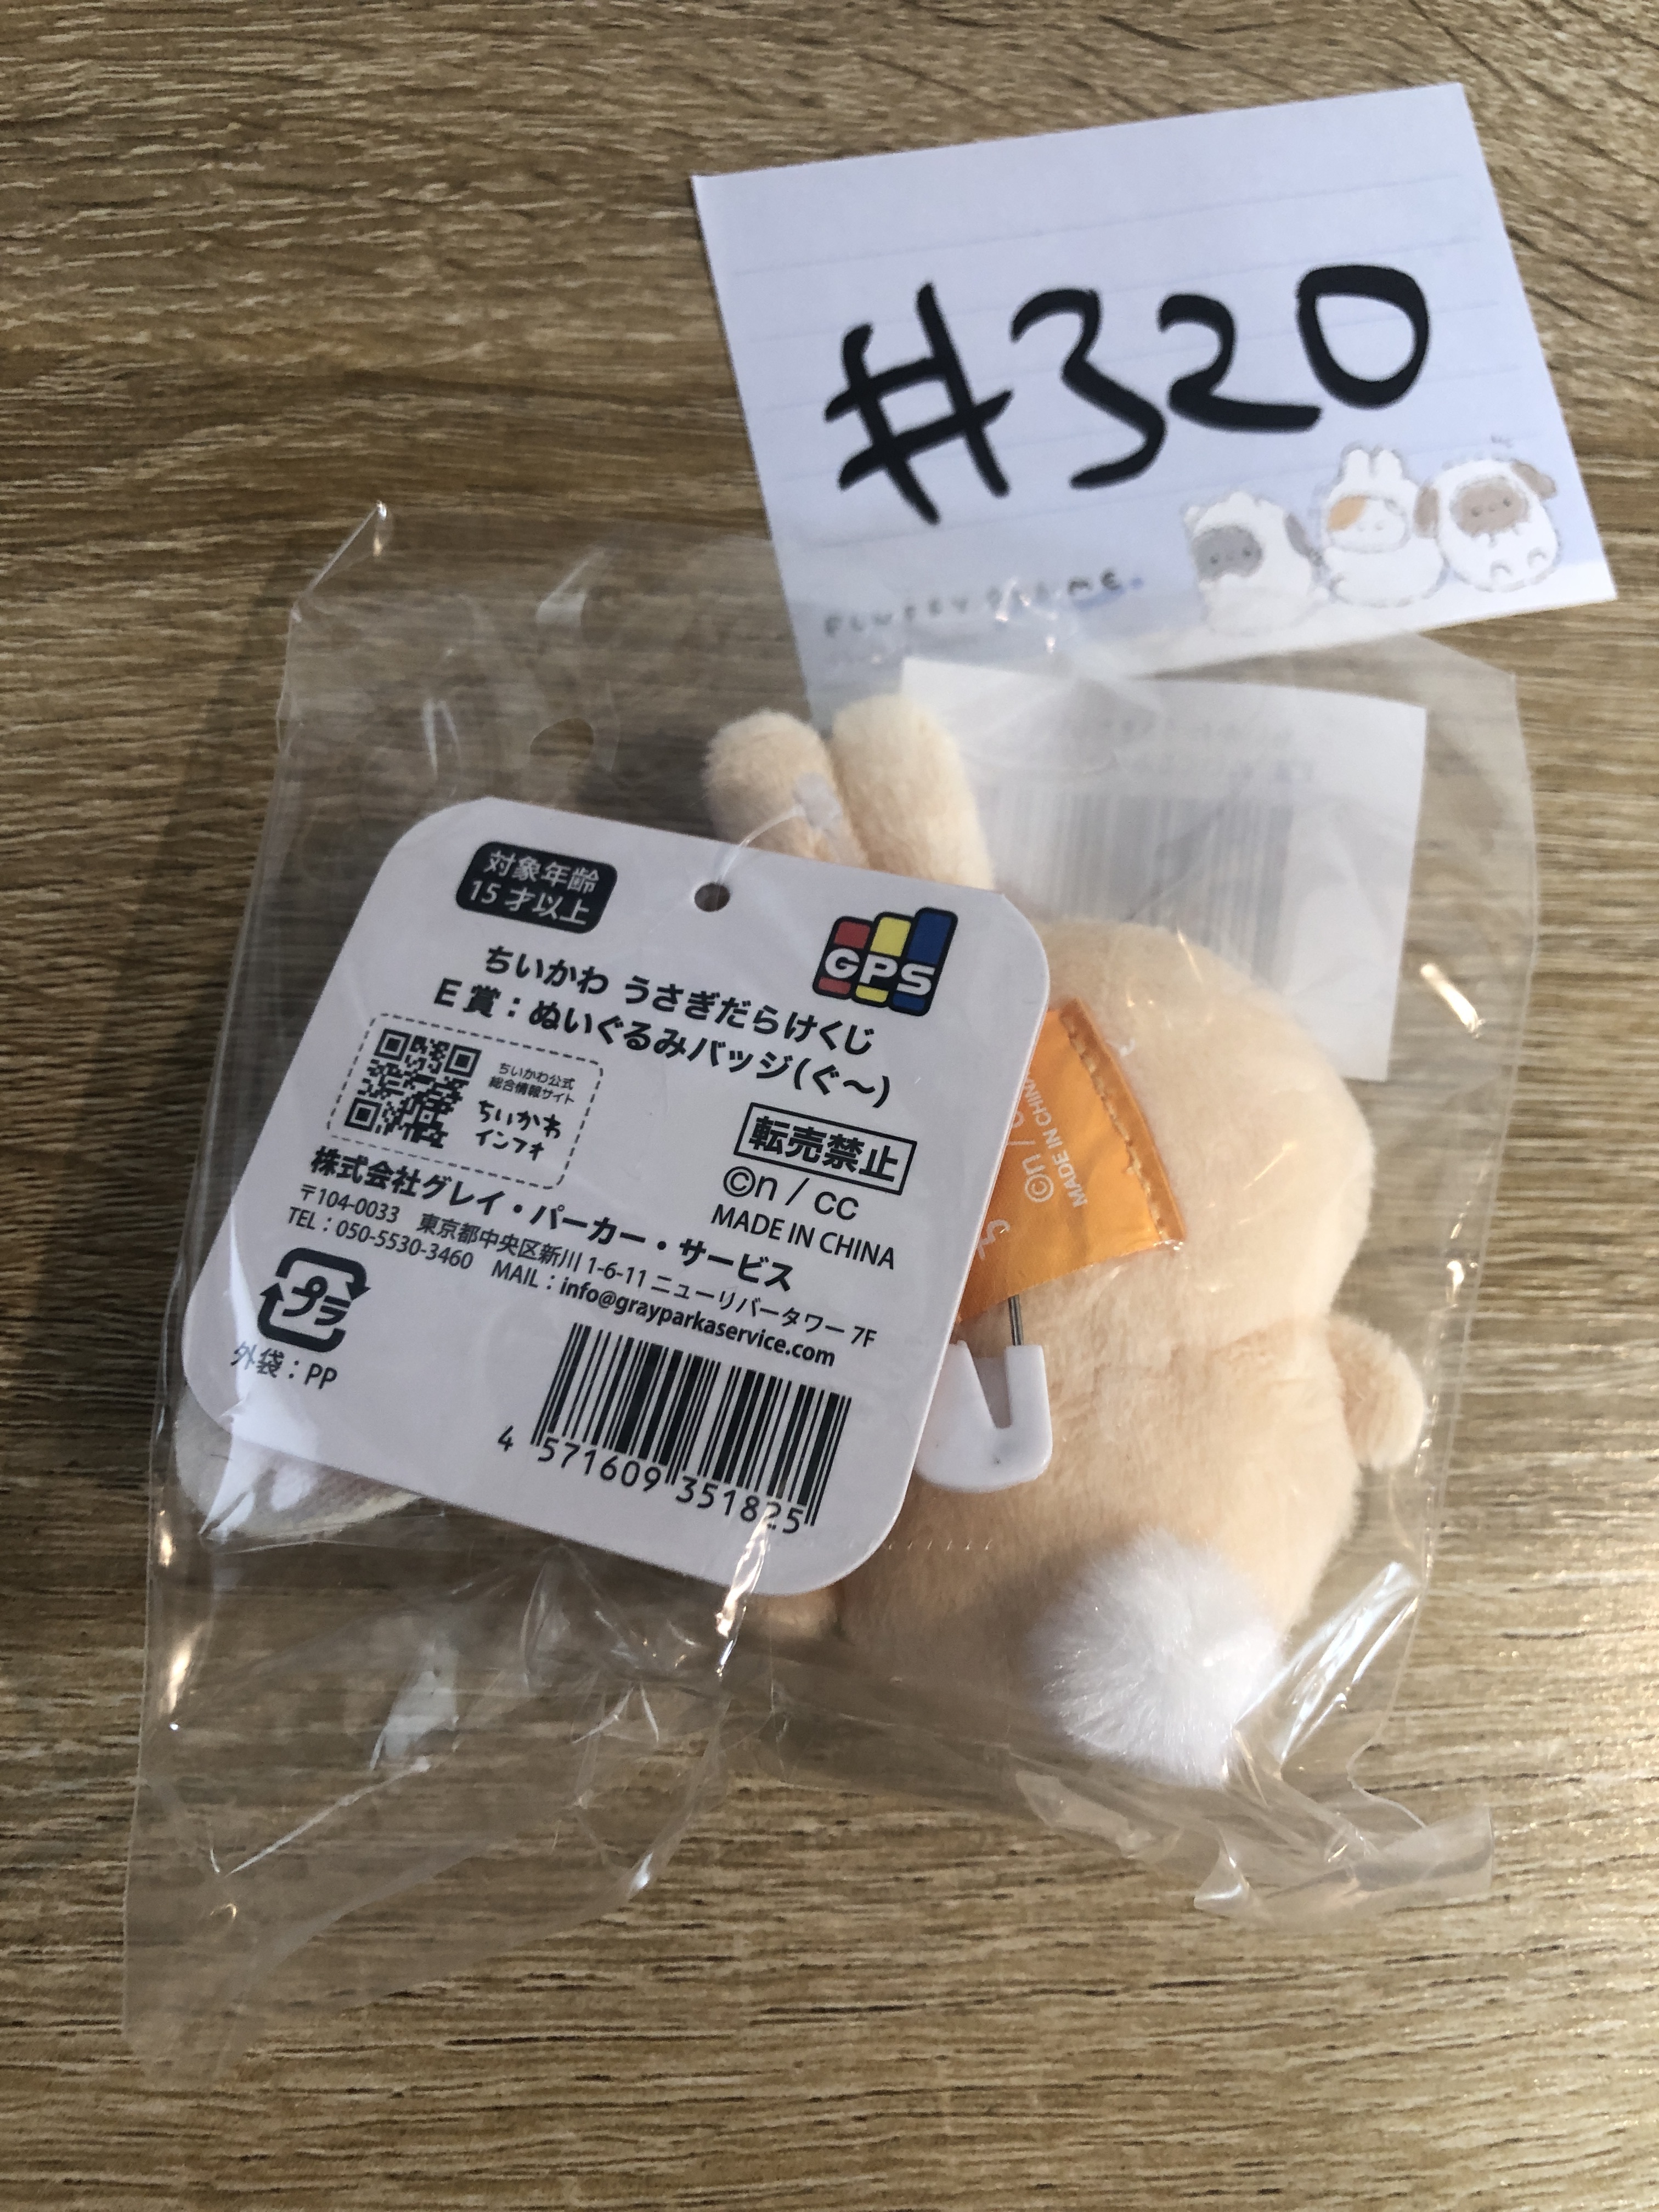 #320
対象年齢
15才以上
GPS
ちいかわ うさぎだらけくじ
E賞：ぬいぐるみバッジ(ぐ～)
ちいかわ公式
総合情報サイト
ちいかわ
インフォ
転売禁止
©n / cc
MADE IN CHINA
株式会社グレイ・パーカー・サービス
〒104-0033 東京都中央区新川1-6-11ニューリバータワー7F
TEL：050-5530-3460 MAIL：info@grayparkaservice.com
プラ
外袋：PP
4 571609 351825
©n /
MADE IN CHIN